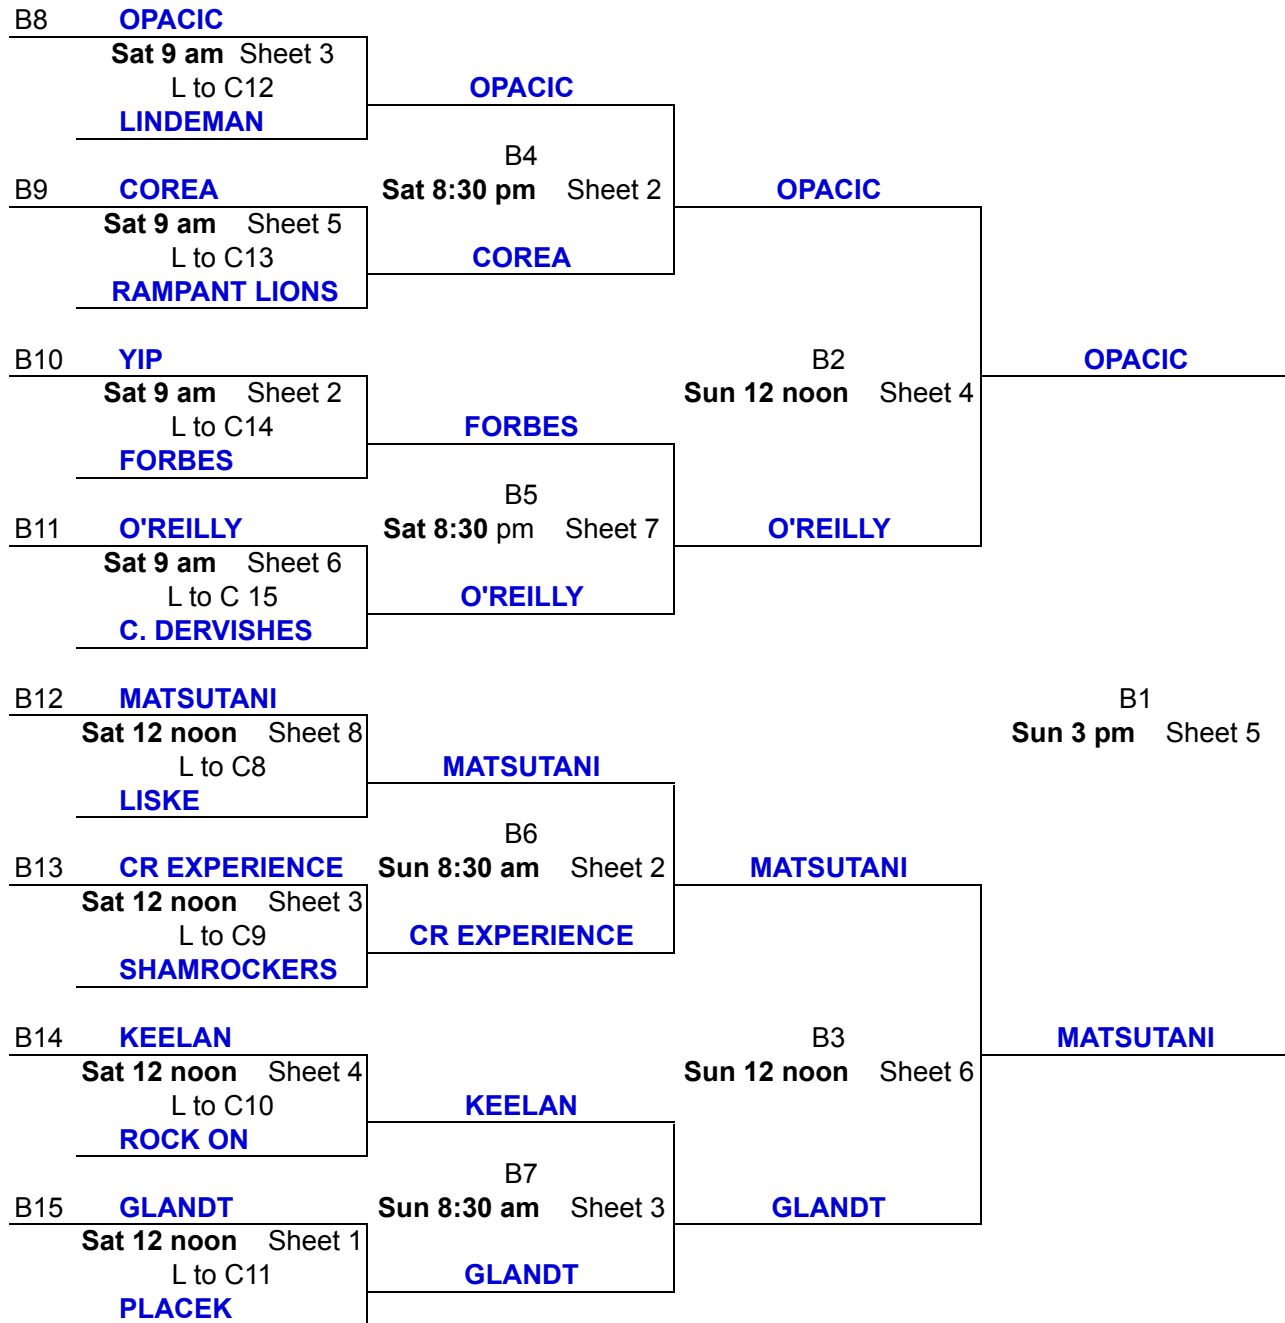 B8 OPACIC
Sat 9 am Sheet 3
L to C12 OPACIC
LINDEMAN
B4
B9 COREA Sat 8:30 pm Sheet 2 OPACIC
Sat 9 am Sheet 5
L to C13 COREA
RAMPANT LIONS
B10 YIP B2 OPACIC
Sat 9 am Sheet 2 Sun 12 noon Sheet 4
L to C14 FORBES
FORBES
B5
B11 O'REILLY Sat 8:30 pm Sheet 7 O'REILLY
Sat 9 am Sheet 6
L to C 15 O'REILLY
C. DERVISHES
B12 MATSUTANI B1
Sat 12 noon Sheet 8 Sun 3 pm Sheet 5
L to C8 MATSUTANI
LISKE
B6
B13 CR EXPERIENCE Sun 8:30 am Sheet 2 MATSUTANI
Sat 12 noon Sheet 3
L to C9 CR EXPERIENCE
SHAMROCKERS
B14 KEELAN B3 MATSUTANI
Sat 12 noon Sheet 4 Sun 12 noon Sheet 6
L to C10 KEELAN
ROCK ON
B7
B15 GLANDT Sun 8:30 am Sheet 3 GLANDT
Sat 12 noon Sheet 1
L to C11 GLANDT
PLACEK